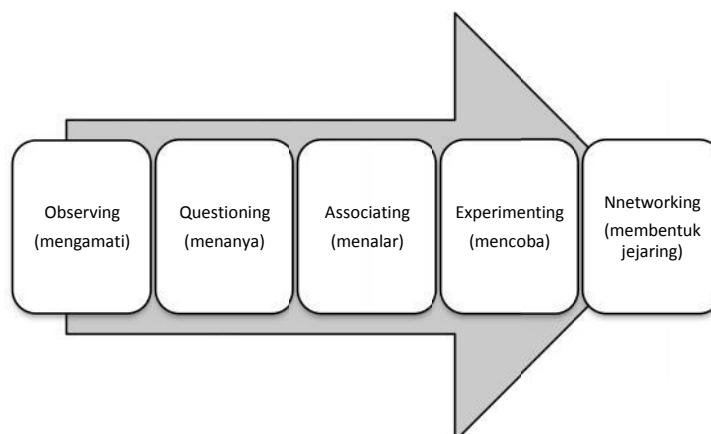 Observing
(mengamati)
Questioning
(menanya)
Associating
(menalar)
Experimenting
(mencoba)
Nnetworking
(membentuk
jejaring)